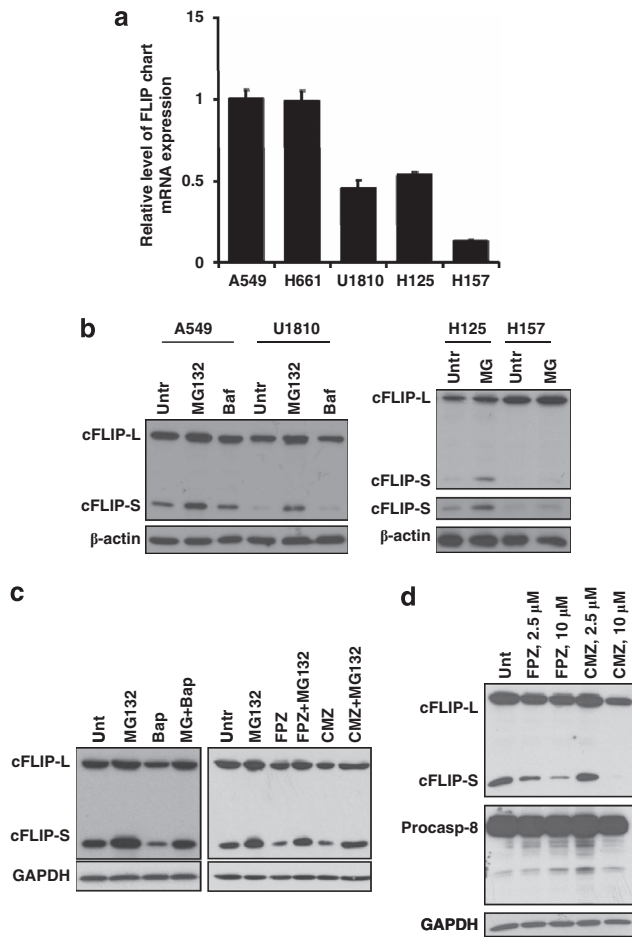 a
Relative level of FLIP chart
mRNA expression
15
1
0.5
0
A549 H661 U1810 H125 H157
b
A549 U1810
Untr MG132 Baf Untr MG132 Baf
cFLIP-L
cFLIP-S
β-actin
H125 H157
Untr MG Untr MG
cFLIP-L
cFLIP-S
cFLIP-S
β-actin
c
Unt MG132 Bap MG+Bap
Untr MG132 FPZ FPZ+MG132 CMZ CMZ+MG132
cFLIP-L
cFLIP-S
GAPDH
d
Unt FPZ, 2.5 μM FPZ, 10 μM CMZ, 2.5 μM CMZ, 10 μM
cFLIP-L
cFLIP-S
Procasp-8
GAPDH